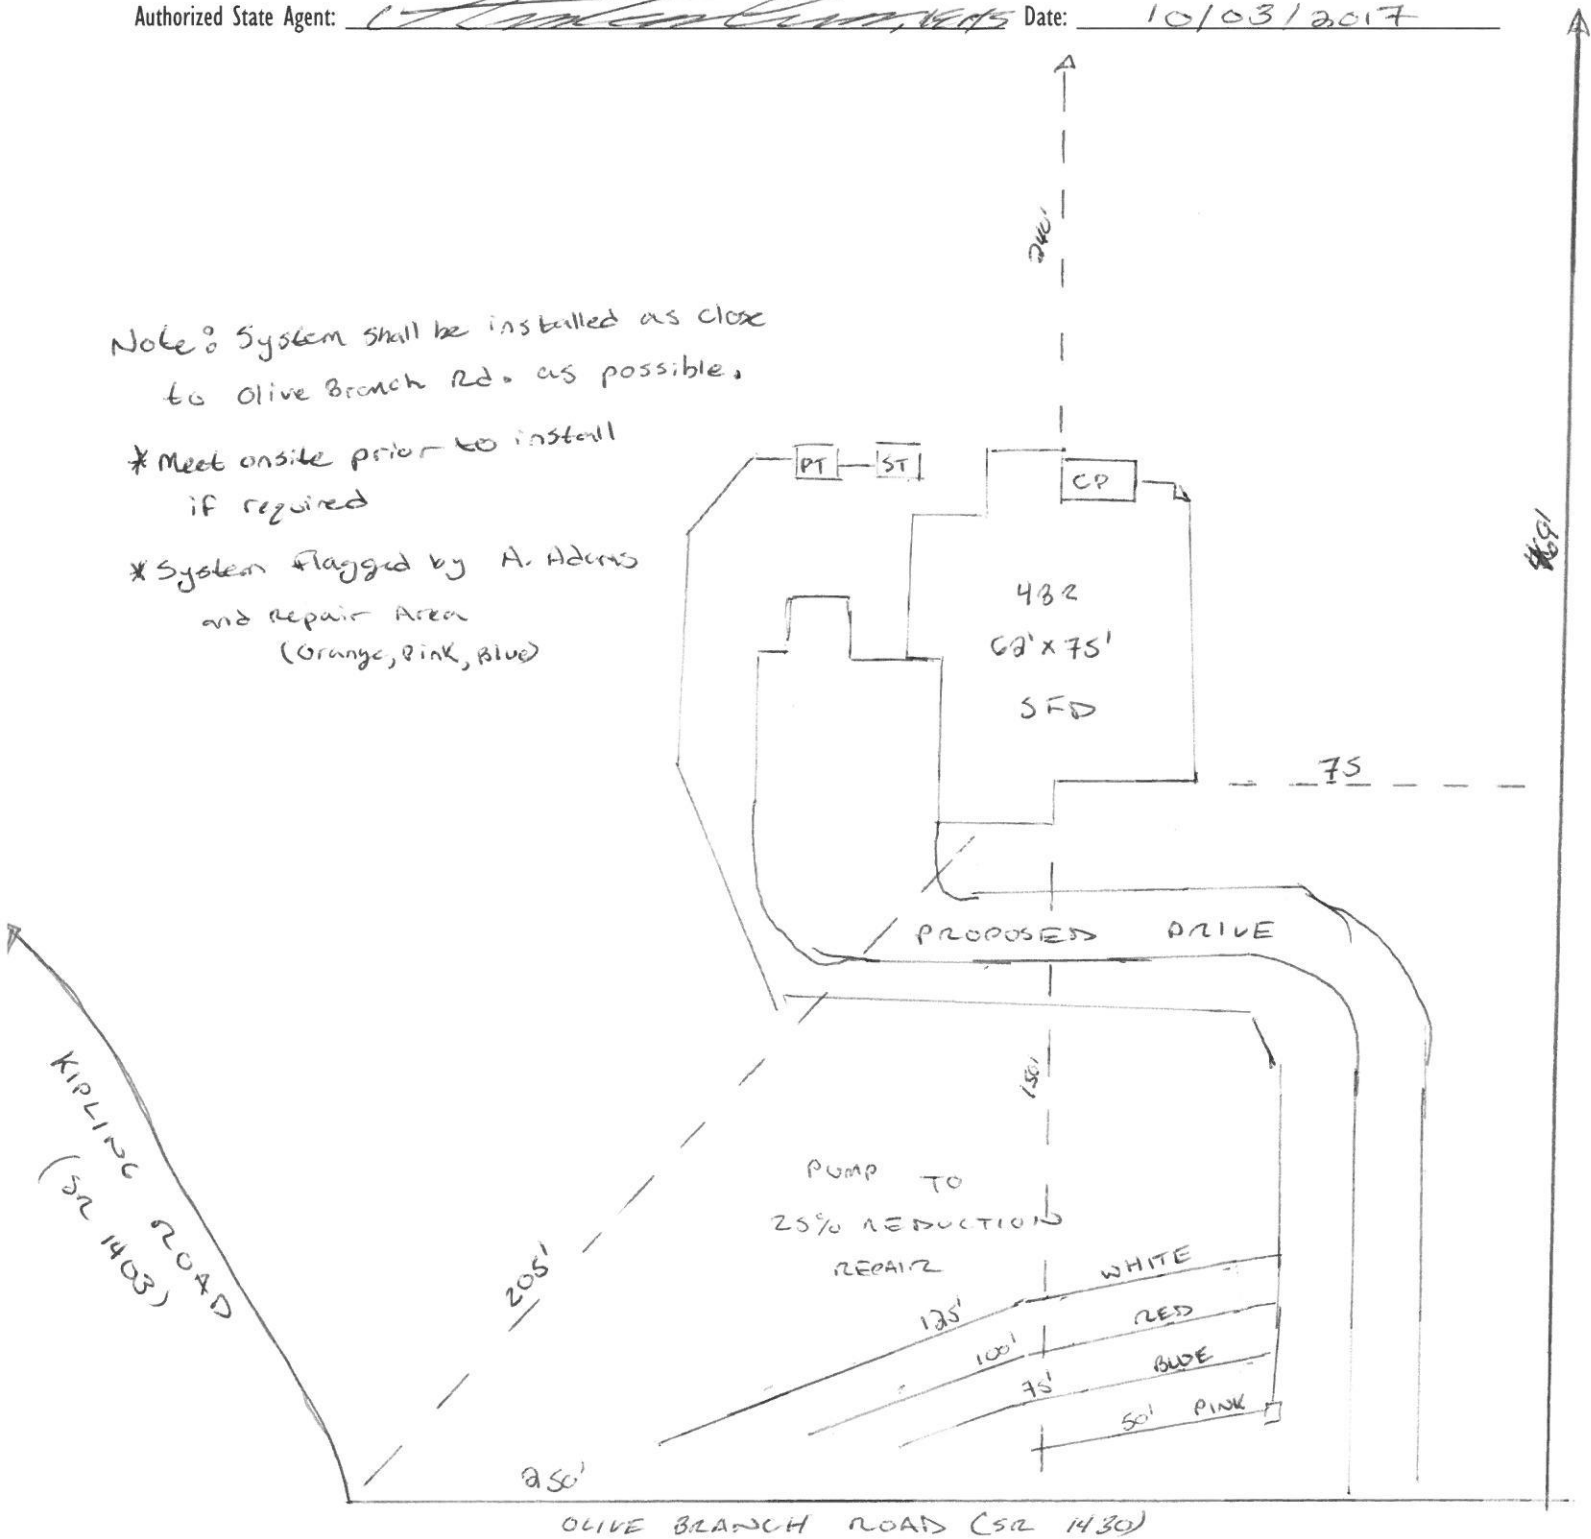 Authorized State Agent: Date: 10/03/2017
240'
Note: System shall be installed as close
to Olive Branch Rd. as possible.
* Meet onsite prior to install
if required
* System Flagged by A. Adams
and Repair Area
(Orange, Pink, Blue)
PT
ST
CP
62' x 75'
SFD
75
PROPOSED DRIVE
150'
KIPLING ROAD
(SR 1403)
205'
PUMP TO
25% REDUCTION
REPAIR
125' WHITE
100' RED
75' BLUE
50' PINK
250'
OLIVE BRANCH ROAD (SR 1430)